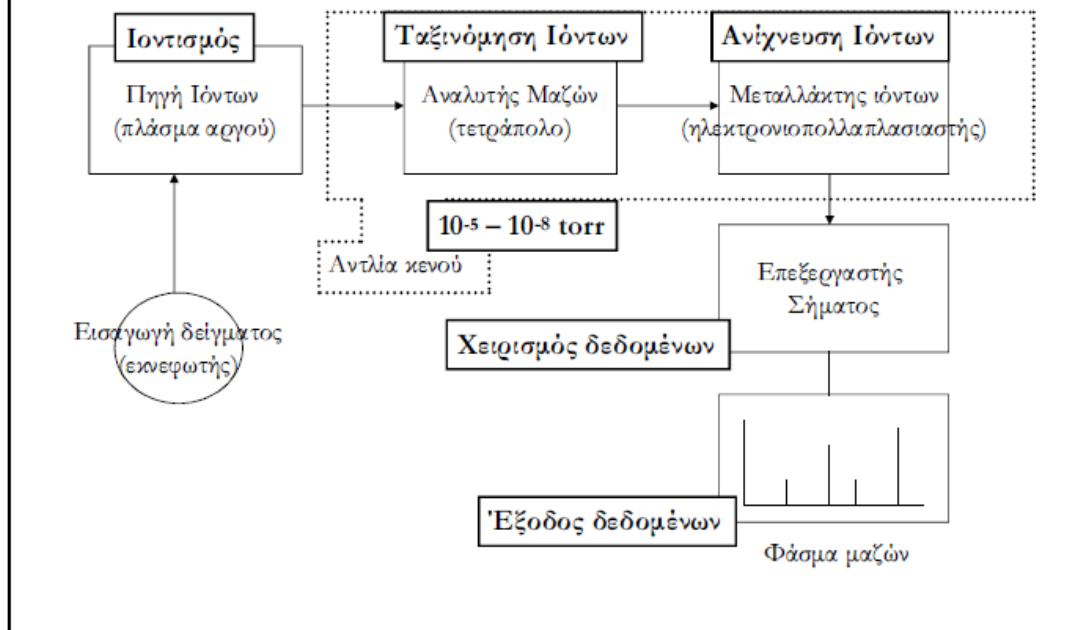 Ιοντισμός
Πηγή Ιόντων
(πλάσμα αργού)
Ταξινόμηση Ιόντων
Αναλυτής Μαζών
(τετράπολο)
Ανίχνευση Ιόντων
Μεταλλάκτης ιόντων
(ηλεκτρονιοπολλαπλασιαστής)
10-5 – 10-8 torr
Αντλία κενού
Εισαγωγή δείγματος
(εκνεφωτής)
Επεξεργαστής
Σήματος
Χειρισμός δεδομένων
Έξοδος δεδομένων
Φάσμα μαζών